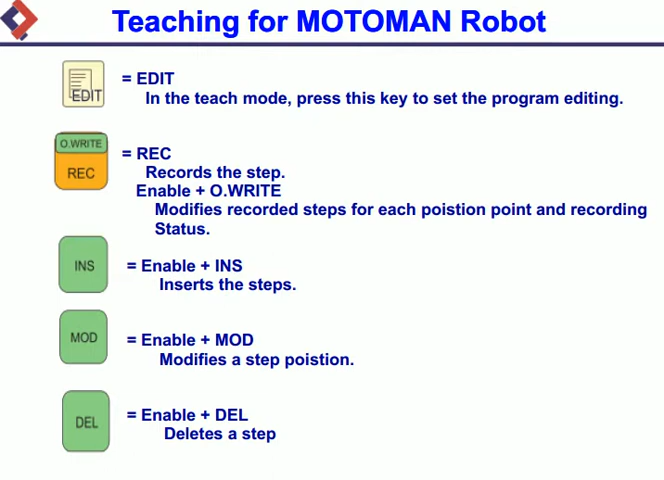 Teaching for MOTOMAN Robot
EDIT
= EDIT
In the teach mode, press this key to set the program editing.
O.WRITE
REC
= REC
Records the step.
Enable + O.WRITE
Modifies recorded steps for each poistion point and recording
Status.
INS
= Enable + INS
Inserts the steps.
MOD
= Enable + MOD
Modifies a step poistion.
DEL
= Enable + DEL
Deletes a step